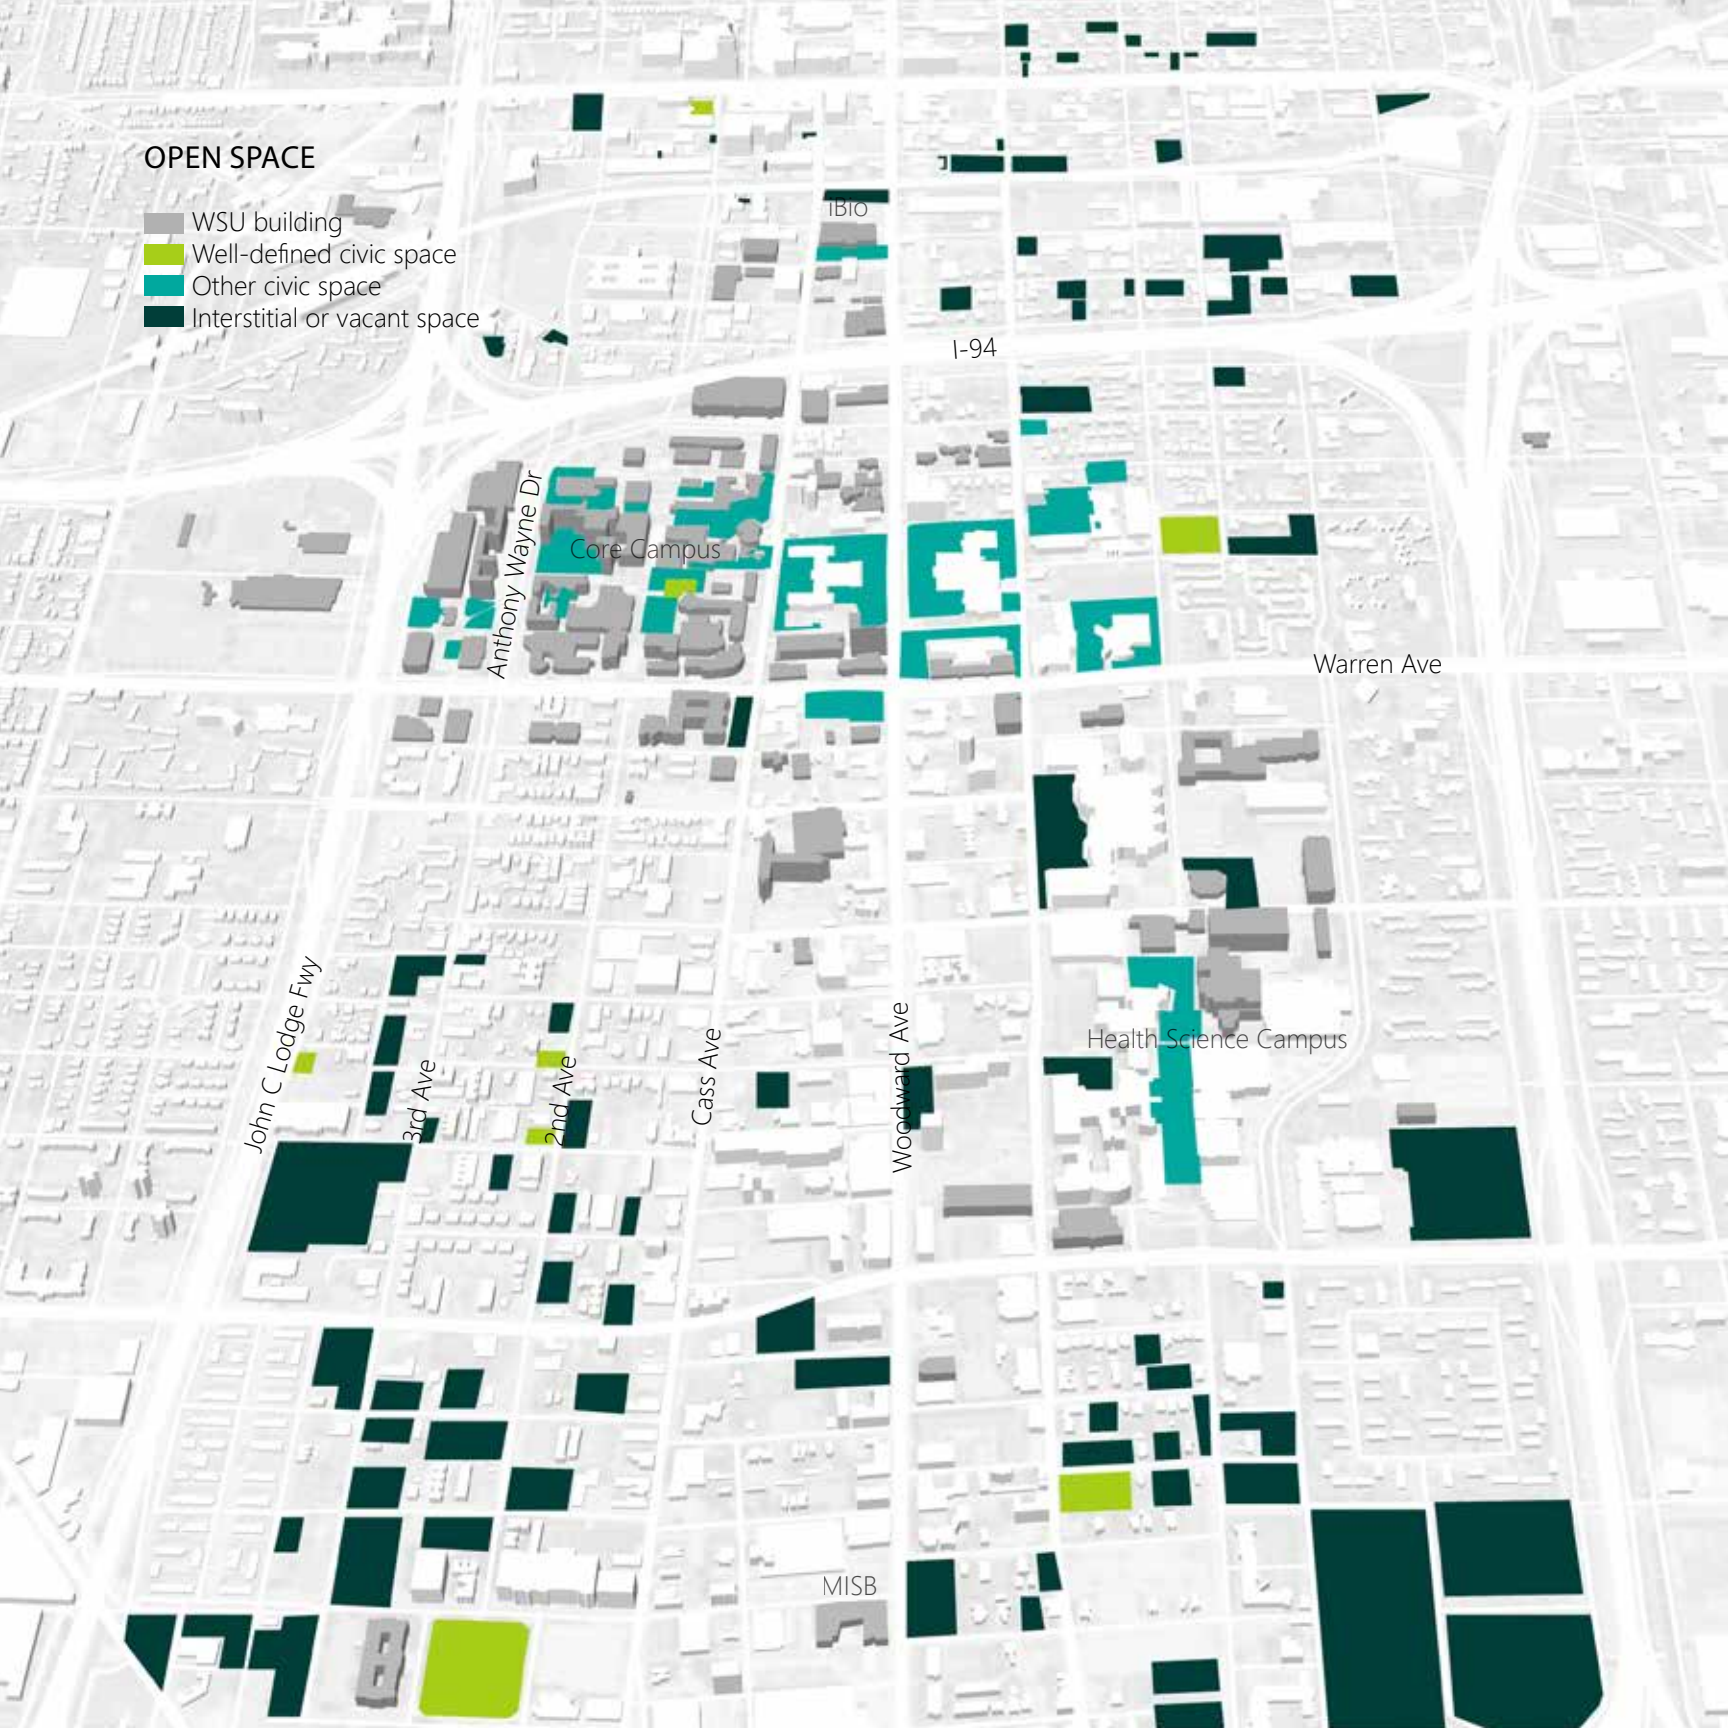 OPEN SPACE
WSU building
Well-defined civic space
Other civic space
Interstitial or vacant space
iBio
I-94
Anthony Wayne Dr
Core Campus
Warren Ave
John C Lodge Fwy
3rd Ave
2nd Ave
Cass Ave
Woodward Ave
Health Science Campus
MISB